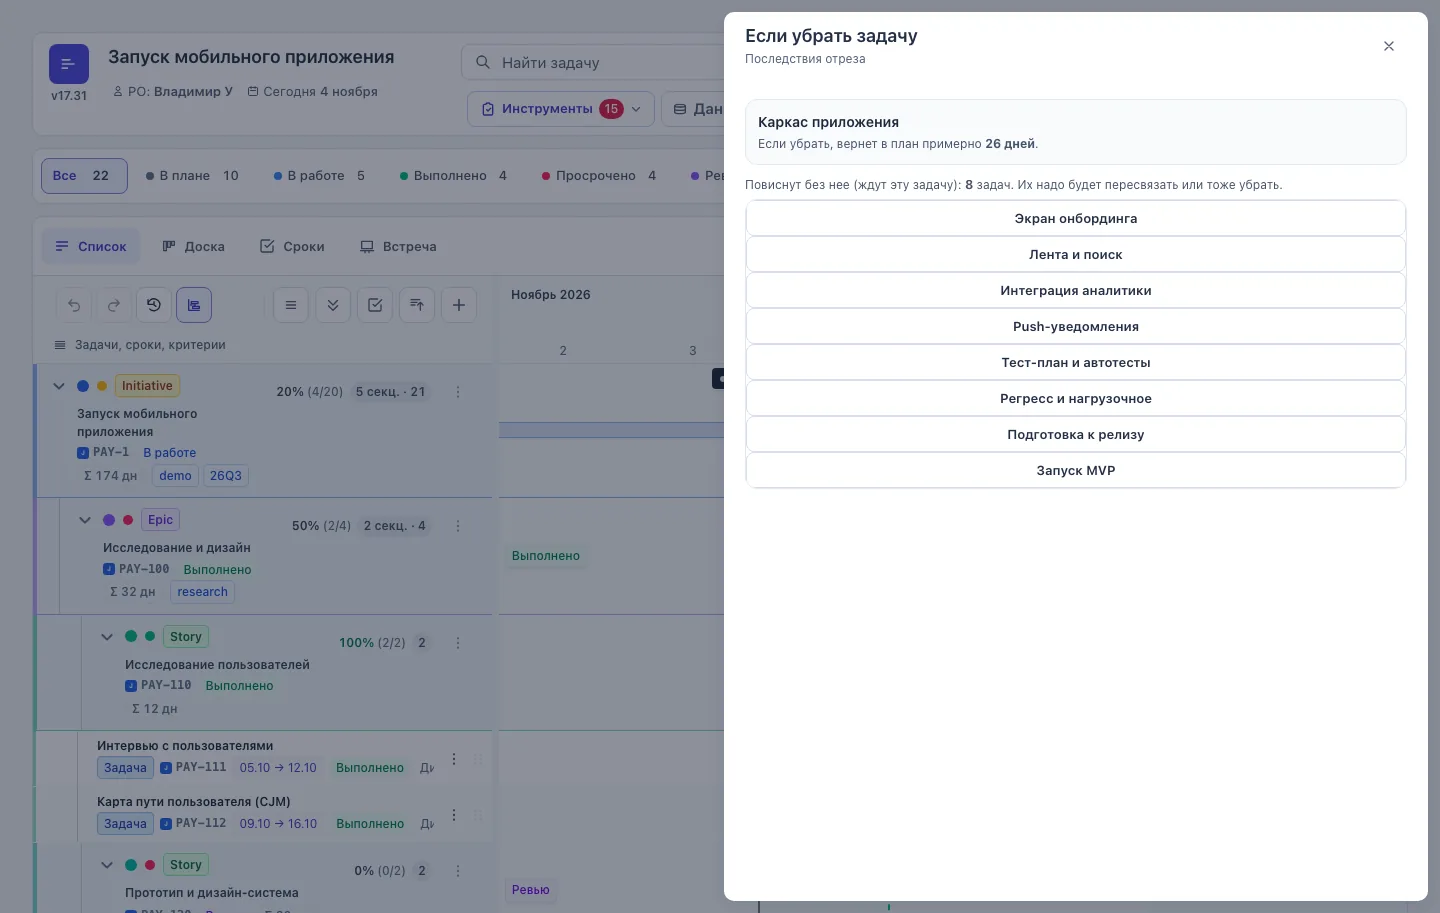 Запуск мобильного приложения
v17.31
PO: Владимир У
Сегодня 4 ноября
Найти задачу
Инструменты 15
Дан
Все 22
В плане 10
В работе 5
Выполнено 4
Просрочено 4
Рев
Список
Доска
Сроки
Встреча
Ноябрь 2026
Задачи, сроки, критерии
2
3
Initiative
20% (4/20) 5 секц. · 21
Запуск мобильного
приложения
PAY-1 В работе
Σ 174 дн demo 26Q3
Epic
50% (2/4) 2 секц. · 4
Исследование и дизайн
PAY-100 Выполнено
Σ 32 дн research
Выполнено
Story
100% (2/2) 2
Исследование пользователей
PAY-110 Выполнено
Σ 12 дн
Интервью с пользователями
Задача PAY-111 05.10 → 12.10 Выполнено Ди
Карта пути пользователя (CJM)
Задача PAY-112 09.10 → 16.10 Выполнено Ди
Story
0% (0/2) 2
Прототип и дизайн-система
Ревью
Если убрать задачу
Последствия отреза
Каркас приложения
Если убрать, вернет в план примерно 26 дней.
Повиснут без нее (ждут эту задачу): 8 задач. Их надо будет пересвязать или тоже убрать.
Экран онбординга
Лента и поиск
Интеграция аналитики
Push-уведомления
Тест-план и автотесты
Регресс и нагрузочное
Подготовка к релизу
Запуск MVP